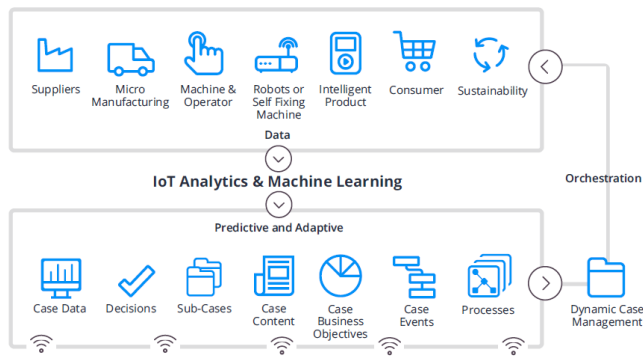 Suppliers
Micro
Manufacturing
Machine &
Operator
Robots or
Self Fixing
Machine
Intelligent
Product
Consumer
Sustainability
Data
IoT Analytics & Machine Learning
Orchestration
Predictive and Adaptive
Case Data
Decisions
Sub-Cases
Case
Content
Case
Business
Objectives
Case
Events
Processes
Dynamic Case
Management